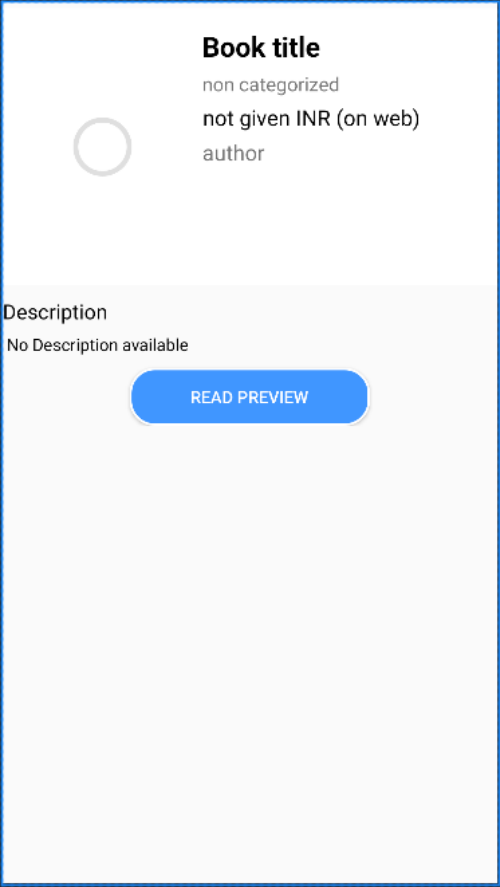 Book title
non categorized
not given INR (on web)
author
Description
No Description available
READ PREVIEW